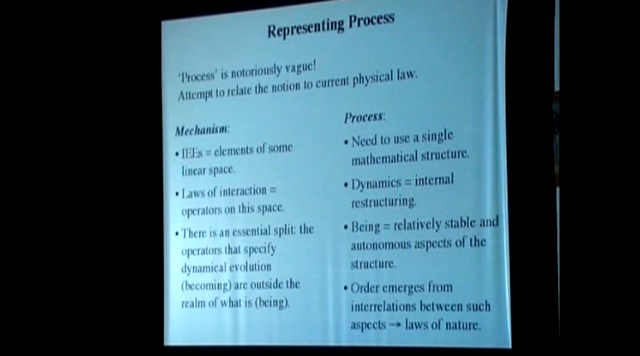 Representing Process
'Process' is notoriously vague!
Attempt to relate the notion to current physical law.
Mechanism:
• IEEs = elements of some
linear space.
• Laws of interaction =
operators on this space.
• There is an essential split: the
operators that specify
dynamical evolution
(becoming) are outside the
realm of what is (being).
Process:
• Need to use a single
mathematical structure.
• Dynamics = internal
restructuring.
• Being = relatively stable and
autonomous aspects of the
structure.
• Order emerges from
interrelations between such
aspects → laws of nature.